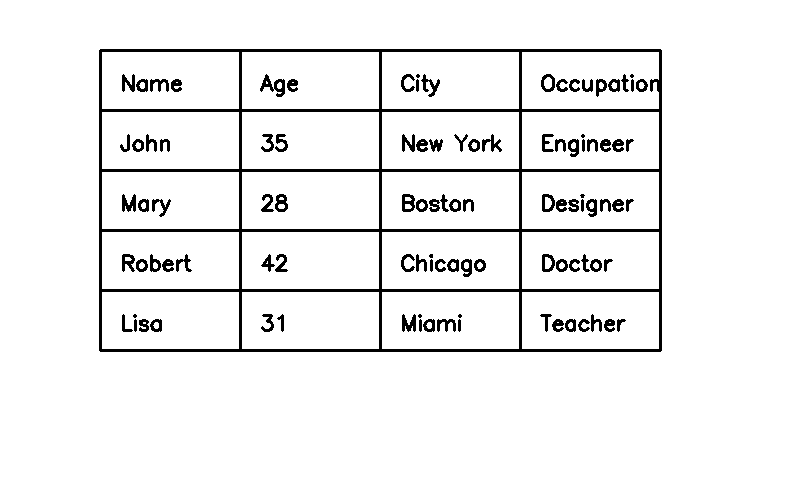 Name Age City Occupation
John 35 New York Engineer
Mary 28 Boston Designer
Robert 42 Chicago Doctor
Lisa 31 Miami Teacher